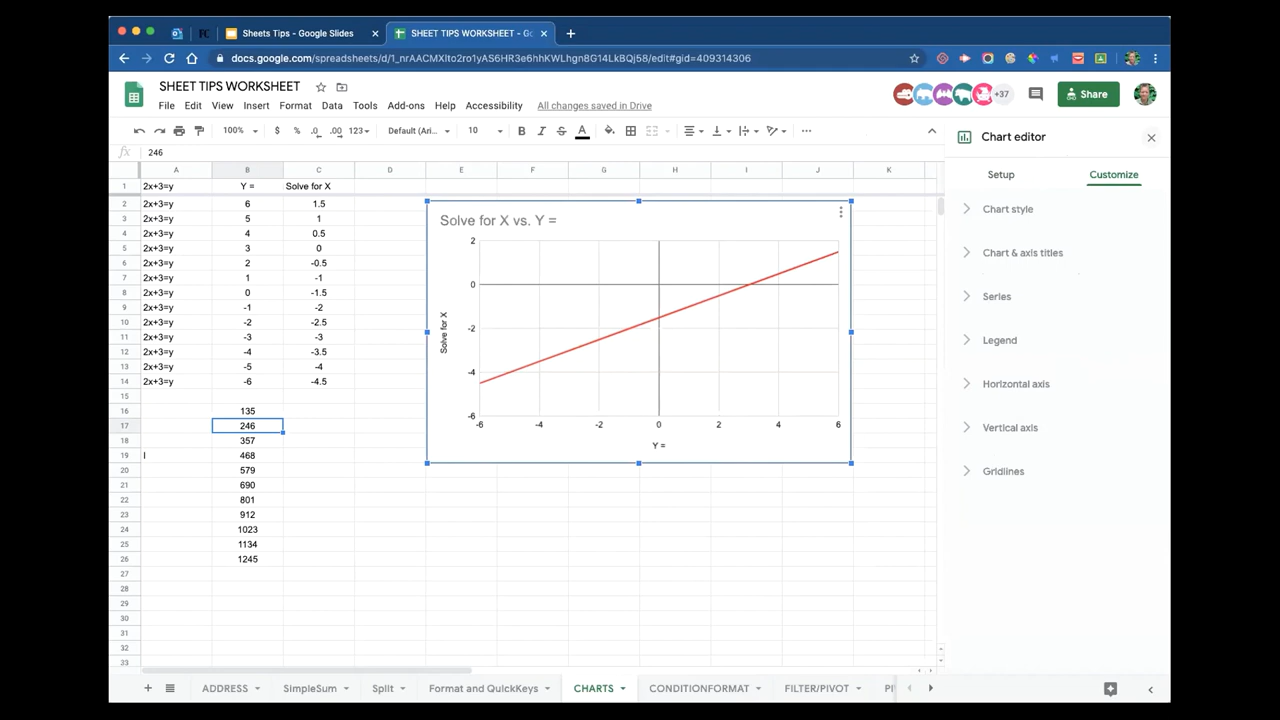 Sheets Tips - Google Slides
SHEET TIPS WORKSHEET - Go
docs.google.com/spreadsheets/d/1_nrAACMXIto2ro1yAS6HR3e6hhKWLhgn8G14LkBQj58/edit#gid=409314306
SHEET TIPS WORKSHEET
+37
Share
File Edit View Insert Format Data Tools Add-ons Help Accessibility All changes saved in Drive
100% $ % .0 .00 123 Default (Ari... 10 B I S A
fx 246
A B C D E F G H I J K
1 2x+3=y Y = Solve for X
2 2x+3=y 6 1.5
3 2x+3=y 5 1
4 2x+3=y 4 0.5
5 2x+3=y 3 0
6 2x+3=y 2 -0.5
7 2x+3=y 1 -1
8 2x+3=y 0 -1.5
9 2x+3=y -1 -2
10 2x+3=y -2 -2.5
11 2x+3=y -3 -3
12 2x+3=y -4 -3.5
13 2x+3=y -5 -4
14 2x+3=y -6 -4.5
15
16 135
17 246
18 357
19 l 468
20 579
21 690
22 801
23 912
24 1023
25 1134
26 1245
27
28
29
30
31
32
33
Solve for X vs. Y =
2
0
-2
-4
-6
Solve for X
-6 -4 -2 0 2 4 6
Y =
Chart editor
Setup Customize
Chart style
Chart & axis titles
Series
Legend
Horizontal axis
Vertical axis
Gridlines
ADDRESS SimpleSum Split Format and QuickKeys CHARTS CONDITIONFORMAT FILTER/PIVOT